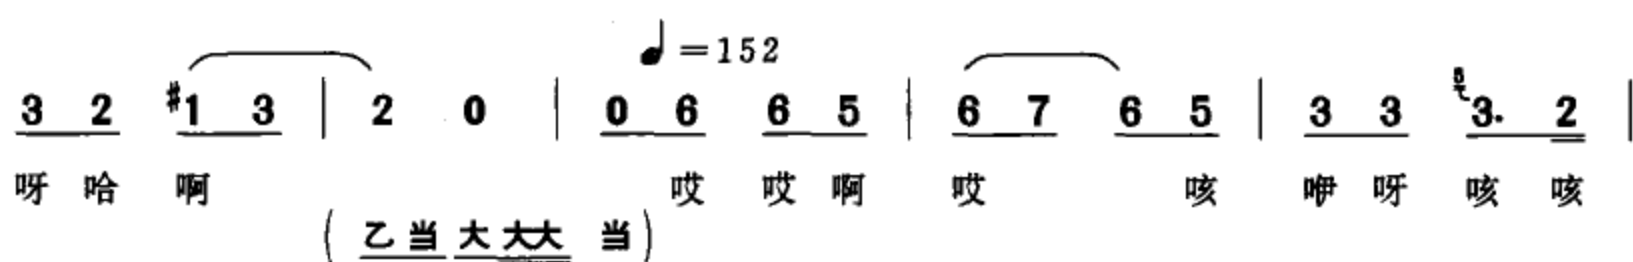 ♩=152
3 2 #1 3 | 2 0 | 0 6 6 5 | 6 7 6 5 | 3 3 5 3. 2 |
呀 哈 啊 哎 哎 啊 哎 咳 咿 呀 咳 咳
(乙 当 大 大大 当)